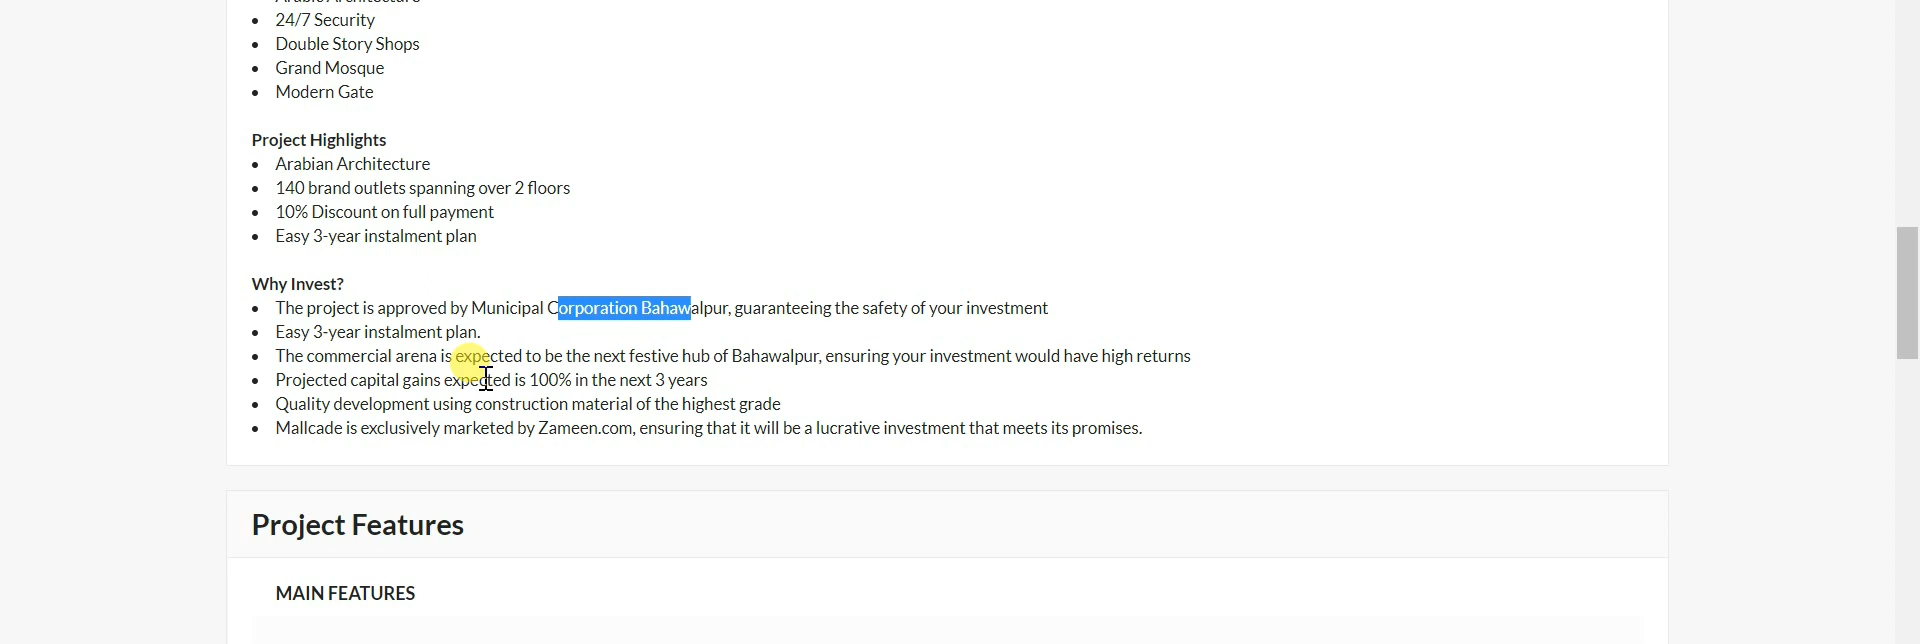 24/7 Security
Double Story Shops
Grand Mosque
Modern Gate
Project Highlights
Arabian Architecture
140 brand outlets spanning over 2 floors
10% Discount on full payment
Easy 3-year instalment plan
Why Invest?
The project is approved by Municipal Corporation Bahawalpur, guaranteeing the safety of your investment
Easy 3-year instalment plan.
The commercial arena is expected to be the next festive hub of Bahawalpur, ensuring your investment would have high returns
Projected capital gains expected is 100% in the next 3 years
Quality development using construction material of the highest grade
Mallcade is exclusively marketed by Zameen.com, ensuring that it will be a lucrative investment that meets its promises.
Project Features
MAIN FEATURES